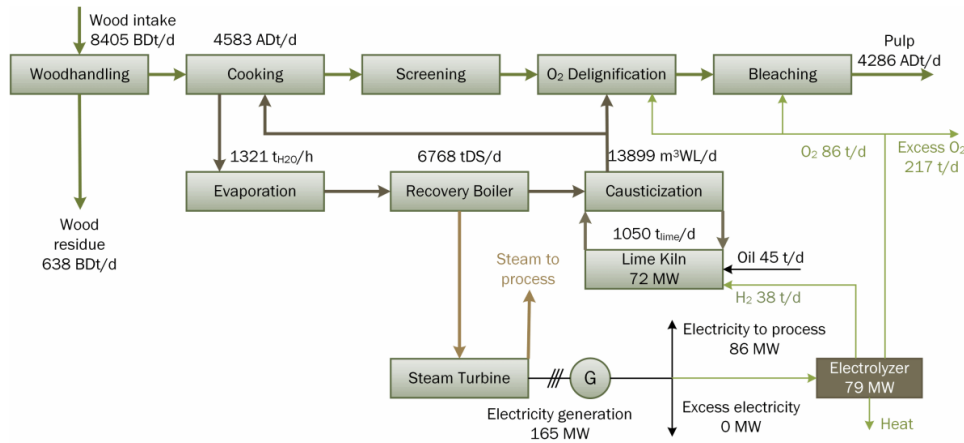 Wood intake
8405 BDt/d
4583 ADt/d
Pulp
4286 ADt/d
Woodhandling
Cooking
Screening
O₂ Delignification
Bleaching
1321 tH20/h
6768 tDS/d
13899 m³WL/d
O₂ 86 t/d
Excess O₂
217 t/d
Evaporation
Recovery Boiler
Causticization
Wood
residue
638 BDt/d
1050 tlime/d
Steam to
process
Lime Kiln
72 MW
Oil 45 t/d
H₂ 38 t/d
Electricity to process
86 MW
Steam Turbine
G
Electrolyzer
79 MW
Electricity generation
165 MW
Excess electricity
0 MW
Heat